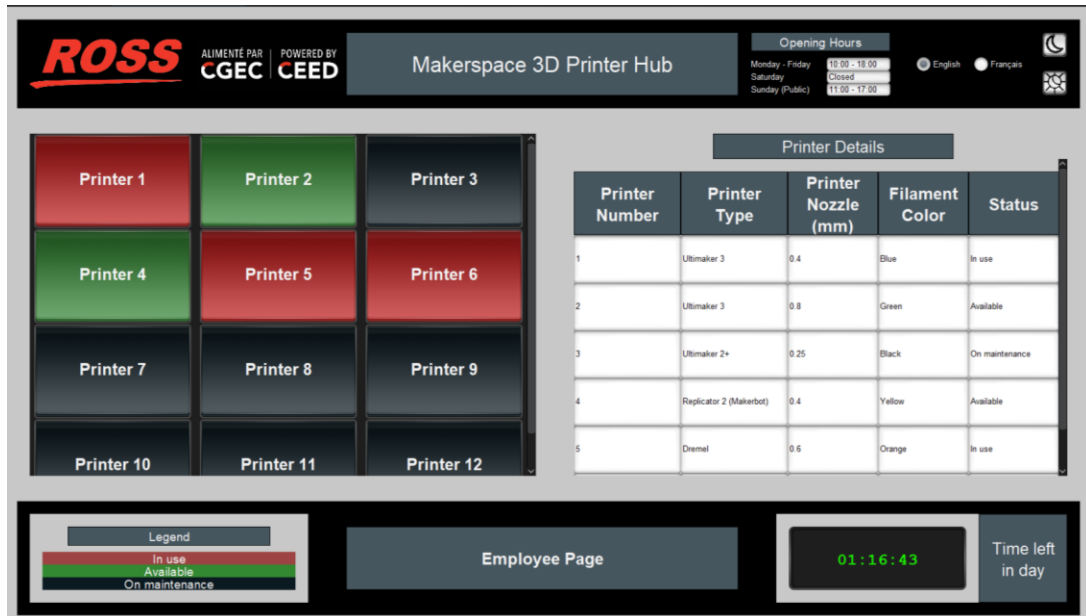 ROSS
ALIMENTÉ PAR
CGEC
POWERED BY
CEED
Makerspace 3D Printer Hub
Opening Hours
Monday - Friday 10:00 - 18:00
Saturday Closed
Sunday (Public) 11:00 - 17:00
English Français
Printer 1 Printer 2 Printer 3
Printer 4 Printer 5 Printer 6
Printer 7 Printer 8 Printer 9
Printer 10 Printer 11 Printer 12
Printer Details
Printer Number Printer Type Printer Nozzle (mm) Filament Color Status
1 Ultimaker 3 0.4 Blue In use
2 Ultimaker 3 0.8 Green Available
3 Ultimaker 2+ 0.25 Black On maintenance
4 Replicator 2 (Makerbot) 0.4 Yellow Available
5 Dremel 0.6 Orange In use
Legend
In use
Available
On maintenance
Employee Page
01:16:43
Time left
in day